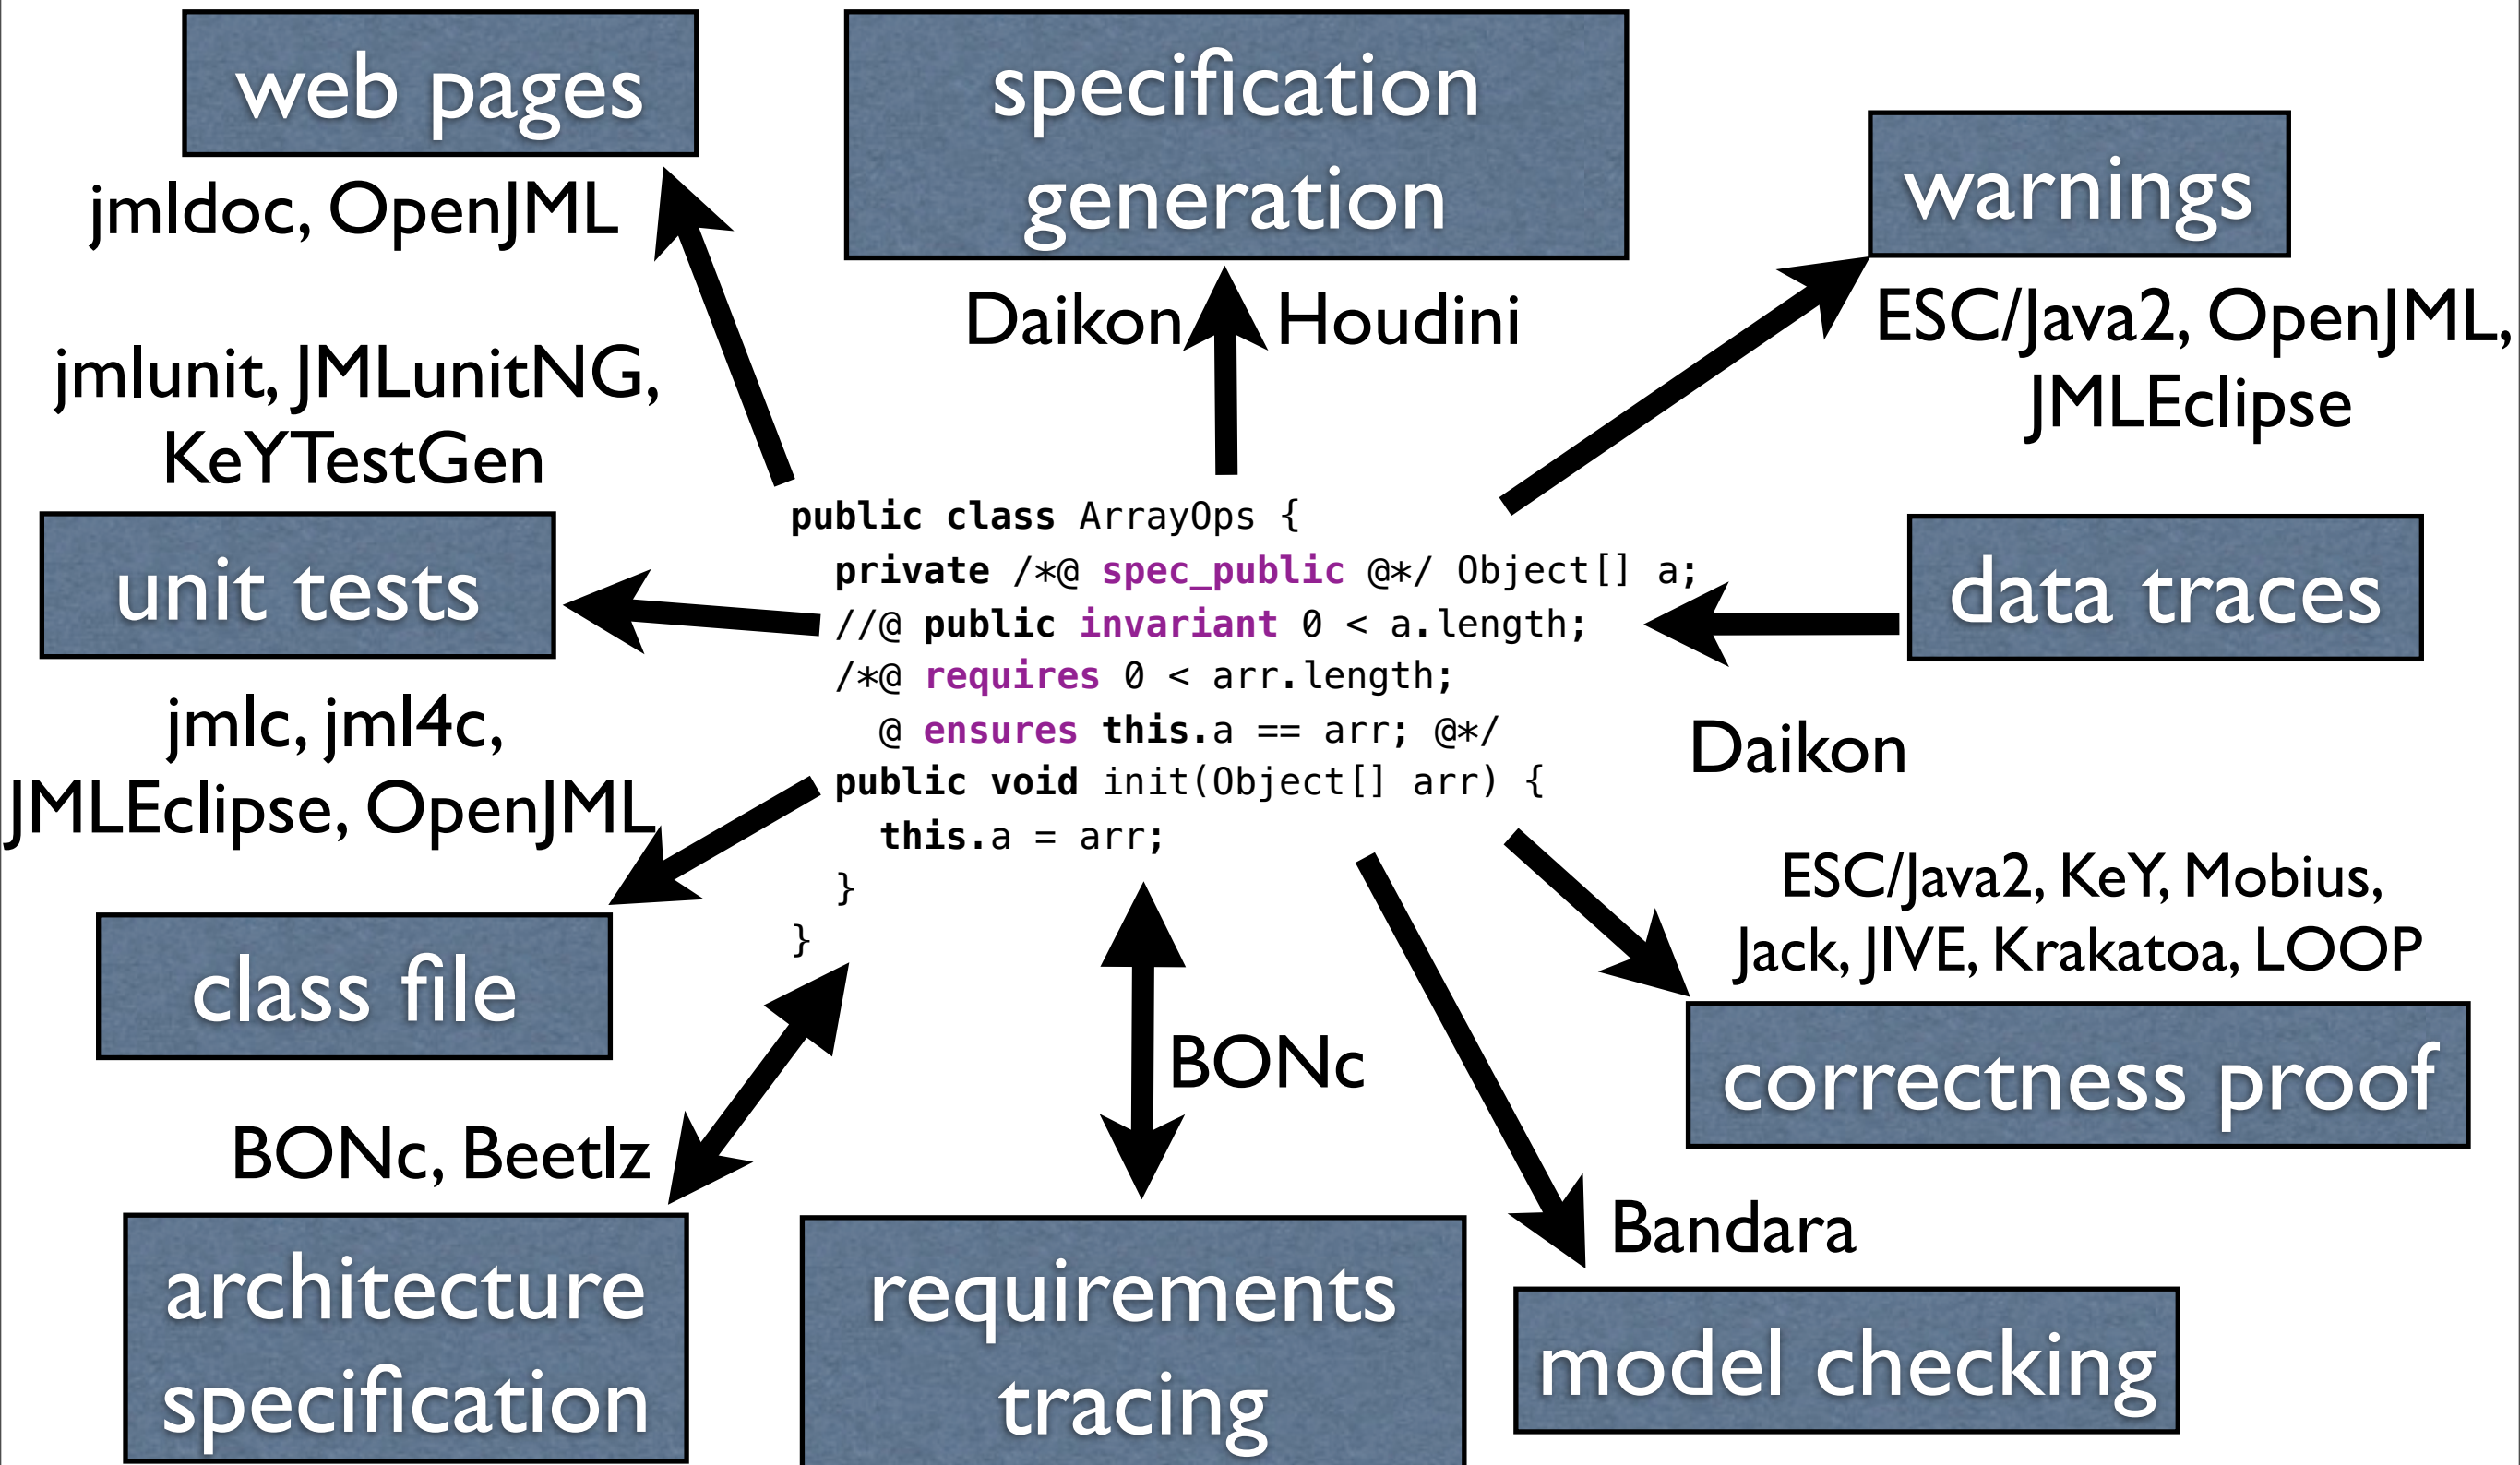 web pages
jmldoc, OpenJML
specification
generation
Daikon Houdini
warnings
ESC/Java2, OpenJML,
JMLEclipse
jmlunit, JMLunitNG,
KeYTestGen
unit tests
public class ArrayOps {
private /*@ spec_public @*/ Object[] a;
//@ public invariant 0 < a.length;
/*@ requires 0 < arr.length;
@ ensures this.a == arr; @*/
public void init(Object[] arr) {
this.a = arr;
}
}
data traces
Daikon
jmlc, jml4c,
JMLEclipse, OpenJML
class file
ESC/Java2, KeY, Mobius,
Jack, JIVE, Krakatoa, LOOP
correctness proof
BONc, Beetlz
architecture
specification
BONc
requirements
tracing
Bandara
model checking